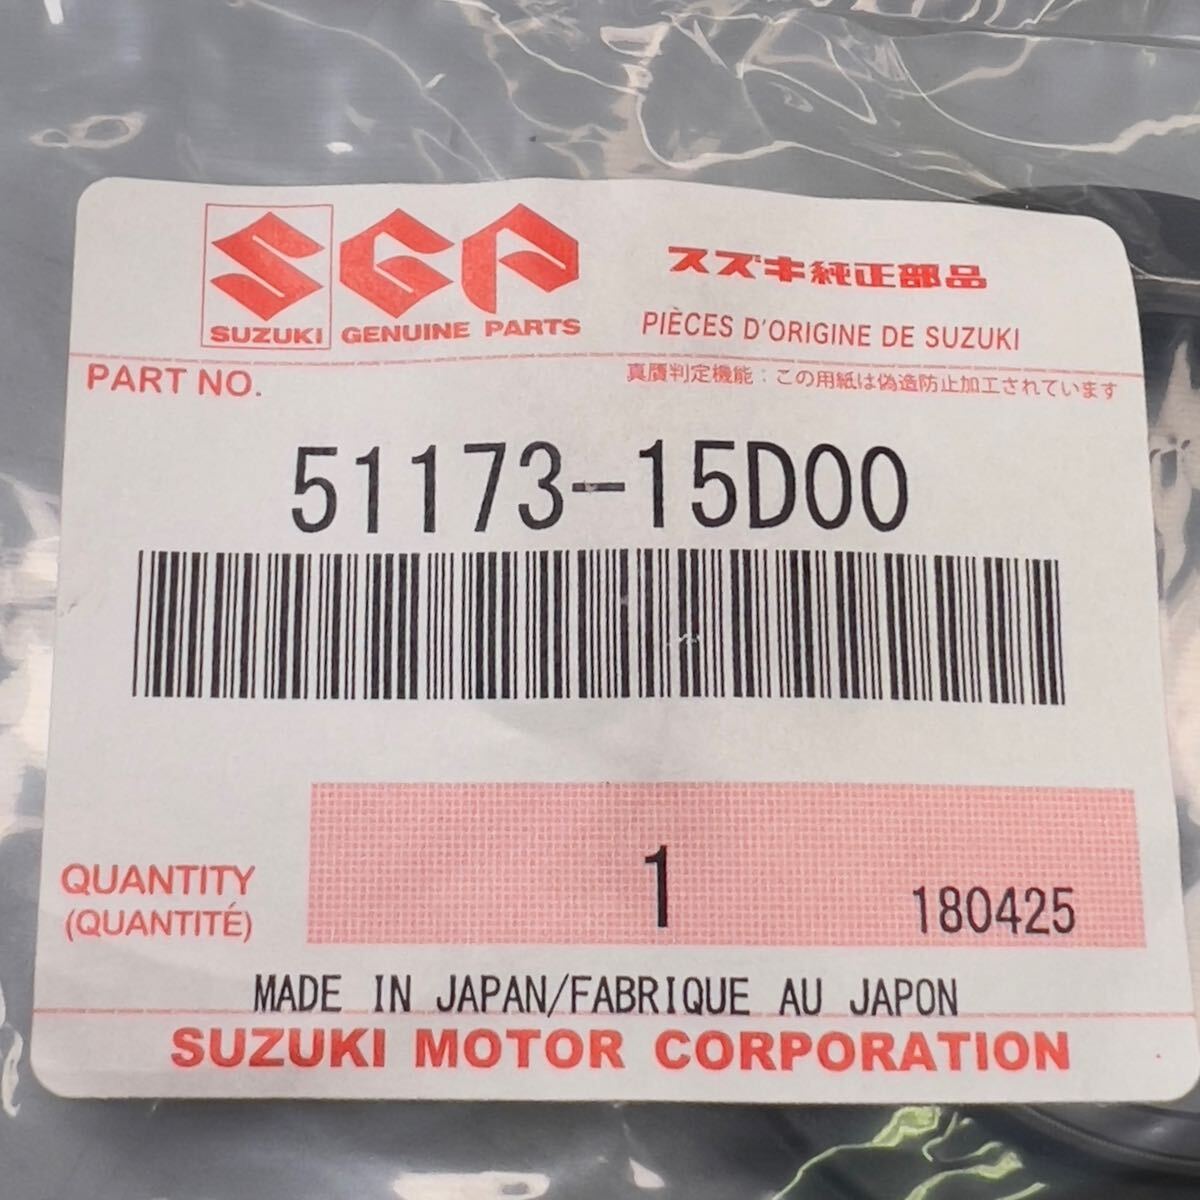 SGP
SUZUKI GENUINE PARTS
スズキ純正部品
PIÈCES D'ORIGINE DE SUZUKI
PART NO.
真贋判定機能：この用紙は偽造防止加工されています
51173-15D00
QUANTITY
(QUANTITÉ)
1
180425
MADE IN JAPAN/FABRIQUE AU JAPON
SUZUKI MOTOR CORPORATION